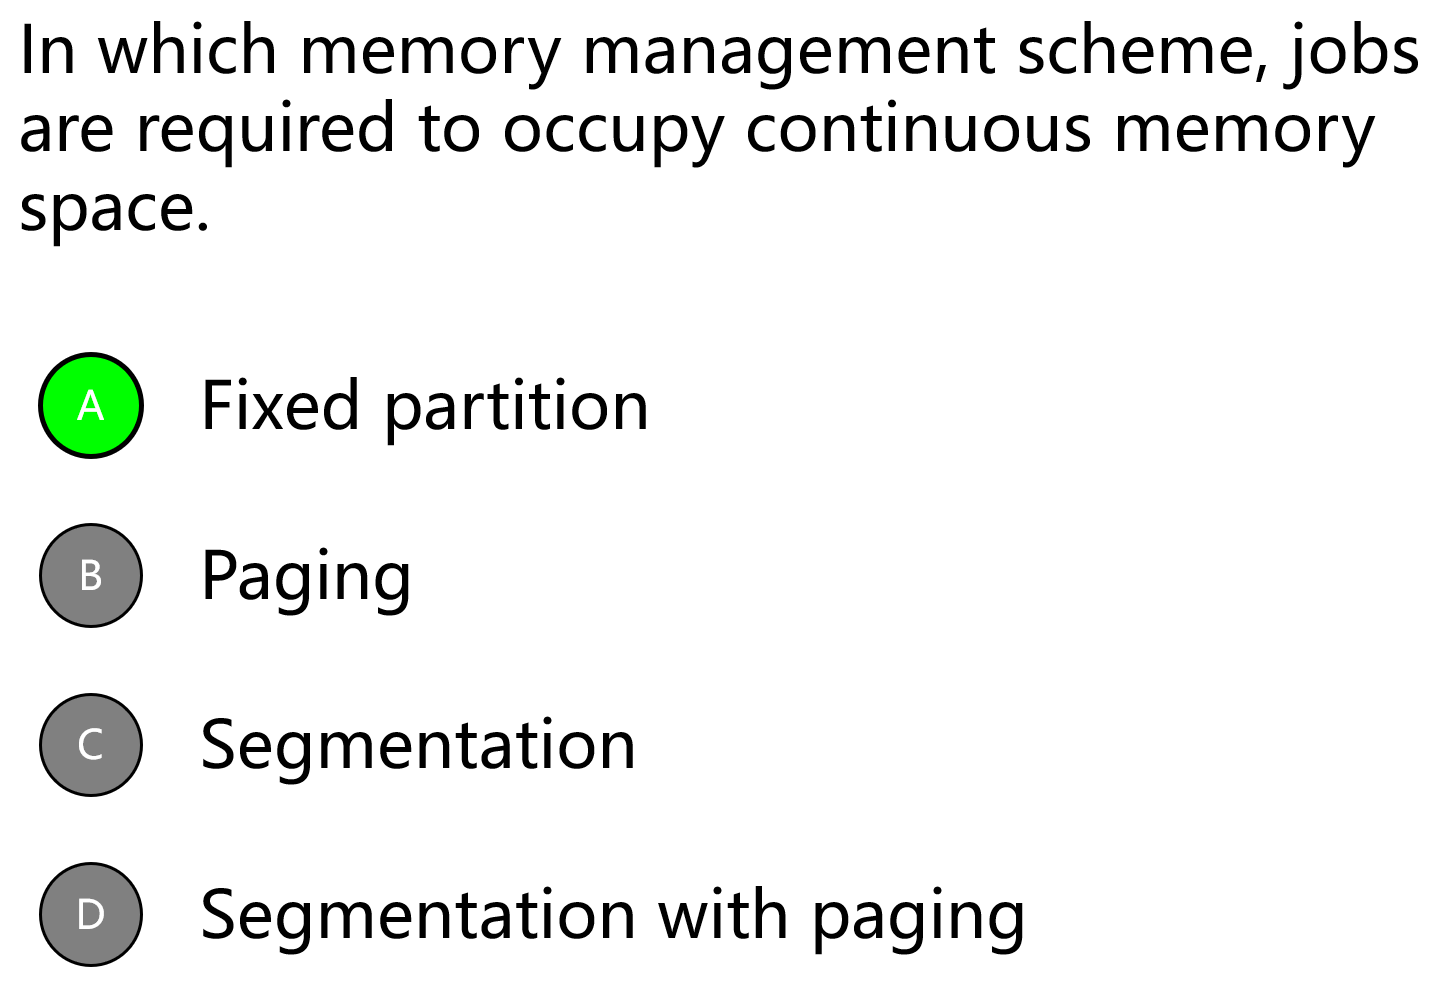 In which memory management scheme, jobs
are required to occupy continuous memory
space.
A Fixed partition
B Paging
C Segmentation
D Segmentation with paging